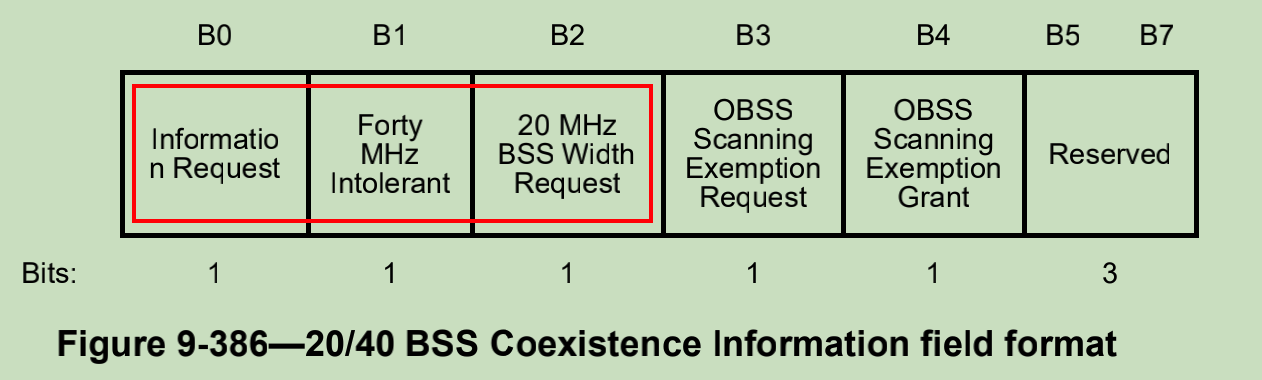 B0 B1 B2 B3 B4 B5 B7
Informatio
n Request
Forty
MHz
Intolerant
20 MHz
BSS Width
Request
OBSS
Scanning
Exemption
Request
OBSS
Scanning
Exemption
Grant
Reserved
Bits: 1 1 1 1 1 3
Figure 9-386—20/40 BSS Coexistence Information field format